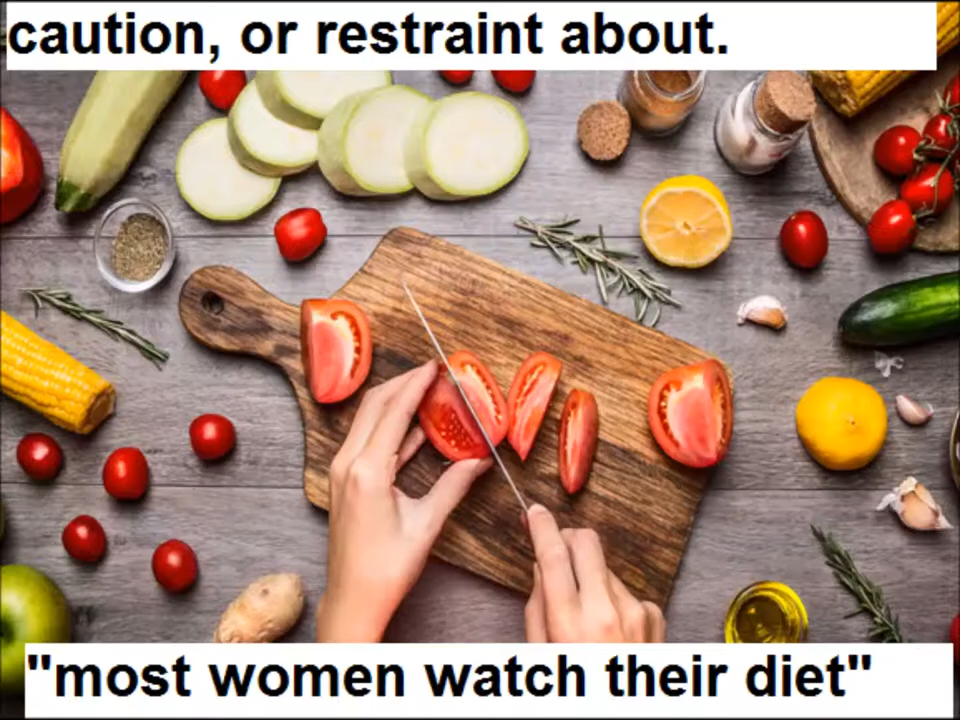 caution, or restraint about.
"most women watch their diet"